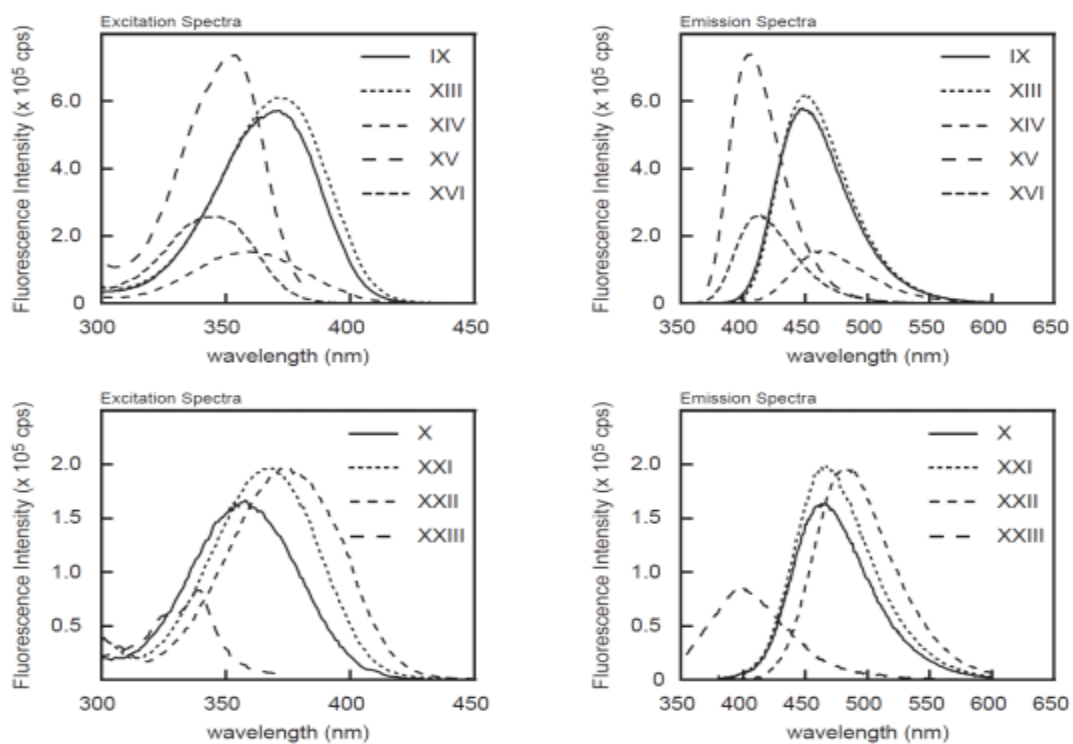 Excitation Spectra
Fluorescence Intensity (x 10⁵ cps)
6.0
4.0
2.0
0
IX
XIII
XIV
XV
XVI
300 350 400 450
wavelength (nm)
Emission Spectra
Fluorescence Intensity (x 10⁵ cps)
6.0
4.0
2.0
0
IX
XIII
XIV
XV
XVI
350 400 450 500 550 600 650
wavelength (nm)
Excitation Spectra
Fluorescence Intensity (x 10⁵ cps)
2.0
1.5
1.0
0.5
X
XXI
XXII
XXIII
300 350 400 450
wavelength (nm)
Emission Spectra
Fluorescence Intensity (x 10⁵ cps)
2.0
1.5
1.0
0.5
0
X
XXI
XXII
XXIII
350 400 450 500 550 600 650
wavelength (nm)